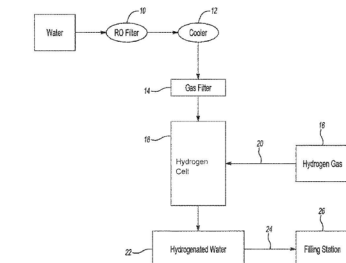 10
12
Water
RO Filter
Cooler
14
Gas Filter
18
16
20
Hydrogen
Cell
Hydrogen Gas
26
24
22
Hydrogenated Water
Filling Station